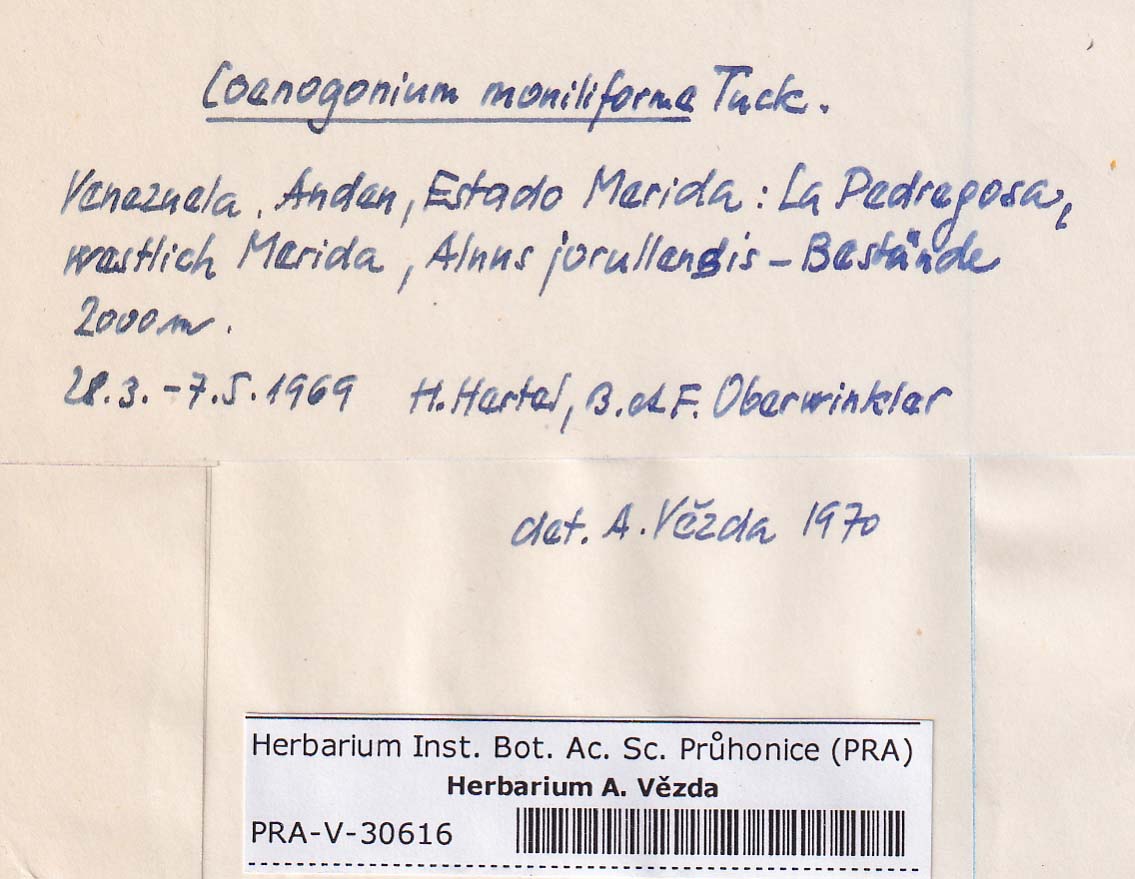 Coenogonium moniliforme Tuck.
Venezuela, Anden, Estado Merida : La Pedregosa,
westlich Merida, Alnus jorullensis - Bestände
2000 m.
28.3. - 7.5.1969 H. Hertel, B. et F. Oberwinkler
det. A. Vězda 1970
Herbarium Inst. Bot. Ac. Sc. Průhonice (PRA)
Herbarium A. Vězda
PRA-V-30616